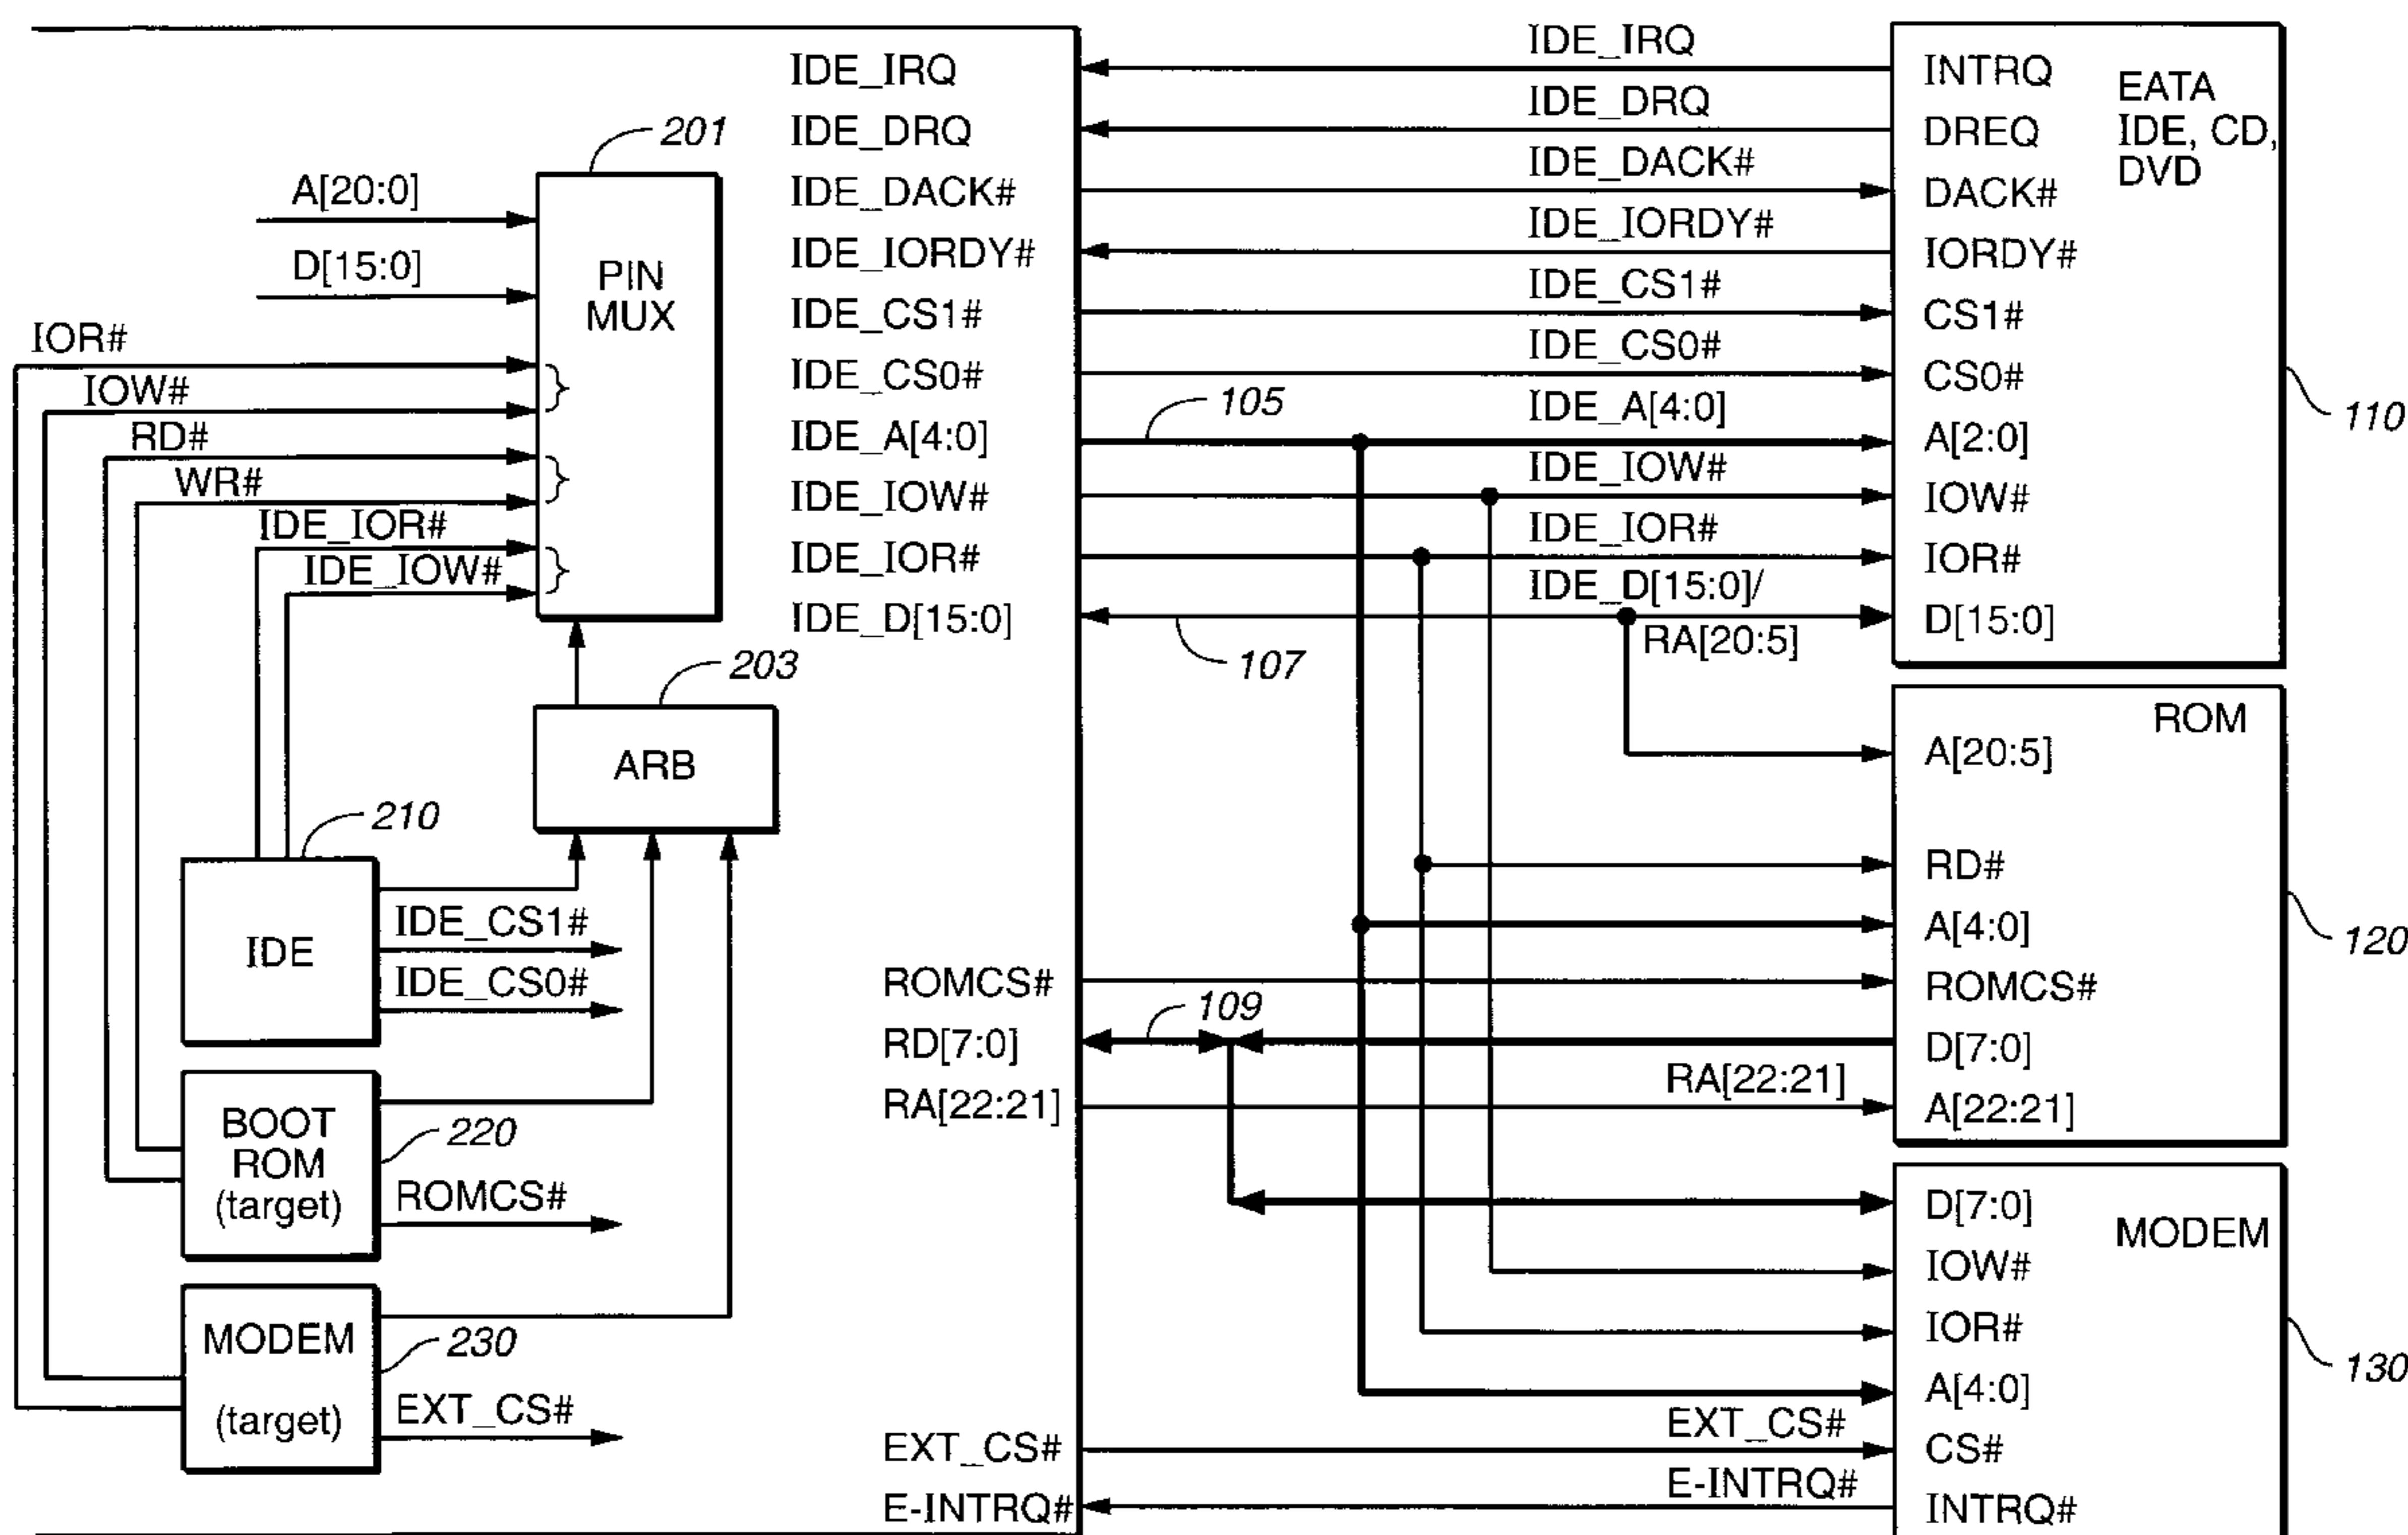 IDE_IRQ
IDE_DRQ
IDE_DACK#
IDE_IORDY#
IDE_CS1#
IDE_CS0#
IDE_A[4:0]
IDE_IOW#
IDE_IOR#
IDE_D[15:0]
ROMCS#
RD[7:0]
RA[22:21]
EXT_CS#
E-INTRQ#
201
A[20:0]
D[15:0]
PIN
MUX
IOR#
IOW#
RD#
WR#
IDE_IOR#
IDE_IOW#
203
ARB
210
IDE
IDE_CS1#
IDE_CS0#
BOOT
ROM
(target)
220
ROMCS#
MODEM
(target)
230
EXT_CS#
IDE_IRQ
IDE_DRQ
IDE_DACK#
IDE_IORDY#
IDE_CS1#
IDE_CS0#
105
IDE_A[4:0]
IDE_IOW#
IDE_IOR#
IDE_D[15:0]/
RA[20:5]
107
109
RA[22:21]
EXT_CS#
E-INTRQ#
INTRQ
DREQ
DACK#
IORDY#
CS1#
CS0#
A[2:0]
IOW#
IOR#
D[15:0]
EATA
IDE, CD,
DVD
110
ROM
A[20:5]
RD#
A[4:0]
ROMCS#
D[7:0]
A[22:21]
120
D[7:0]
MODEM
IOW#
IOR#
A[4:0]
CS#
INTRQ#
130